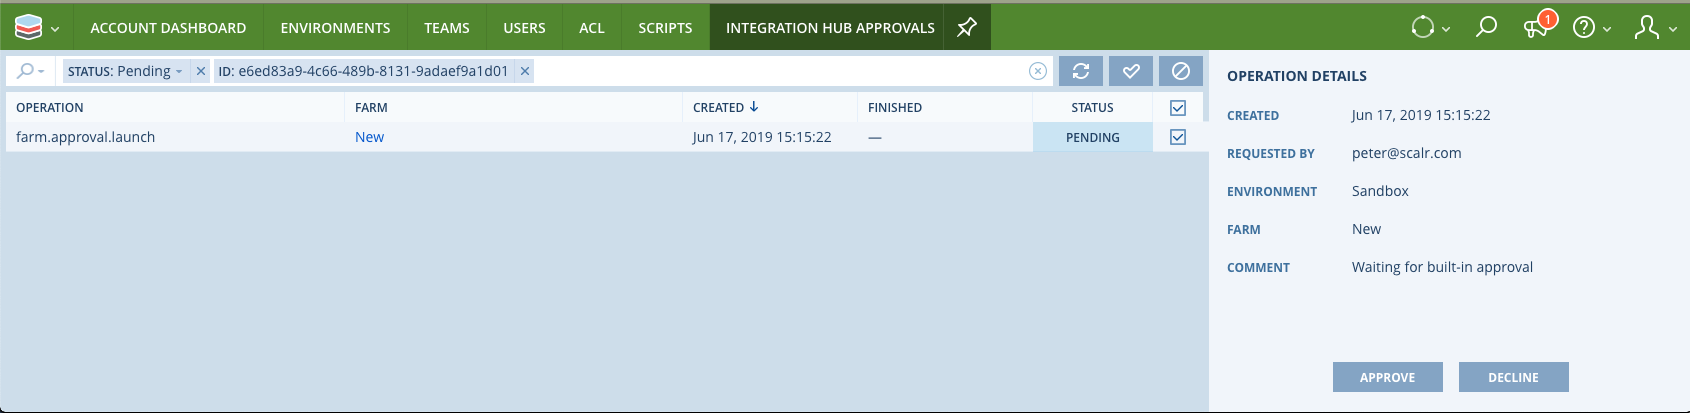 ACCOUNT DASHBOARD ENVIRONMENTS TEAMS USERS ACL SCRIPTS INTEGRATION HUB APPROVALS 1
STATUS: Pending ID: e6ed83a9-4c66-489b-8131-9adaef9a1d01
OPERATION FARM CREATED FINISHED STATUS
farm.approval.launch New Jun 17, 2019 15:15:22 — PENDING
OPERATION DETAILS
CREATED Jun 17, 2019 15:15:22
REQUESTED BY peter@scalr.com
ENVIRONMENT Sandbox
FARM New
COMMENT Waiting for built-in approval
APPROVE DECLINE